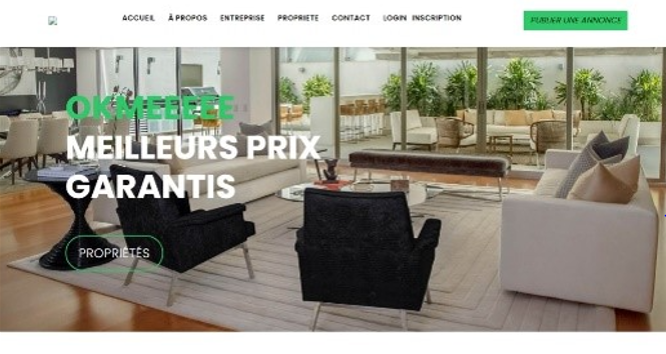 ACCUEIL À PROPOS ENTREPRISE PROPRIETE CONTACT LOGIN INSCRIPTION PUBLIER UNE ANNONCE
OKMEEEEE
MEILLEURS PRIX
GARANTIS
PROPRIÉTÉS